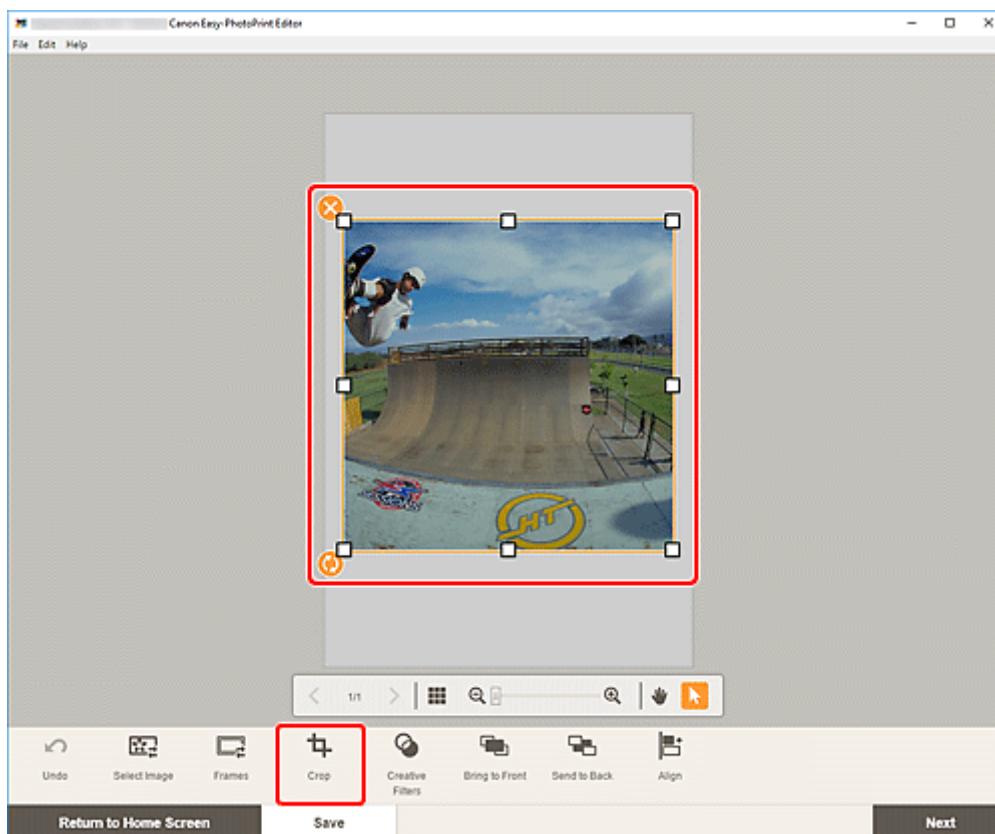 Canon Easy-PhotoPrint Editor
File Edit Help
HT
1/1
Undo
Select Image
Frames
Crop
Creative
Filters
Bring to Front
Send to Back
Align
Return to Home Screen
Save
Next